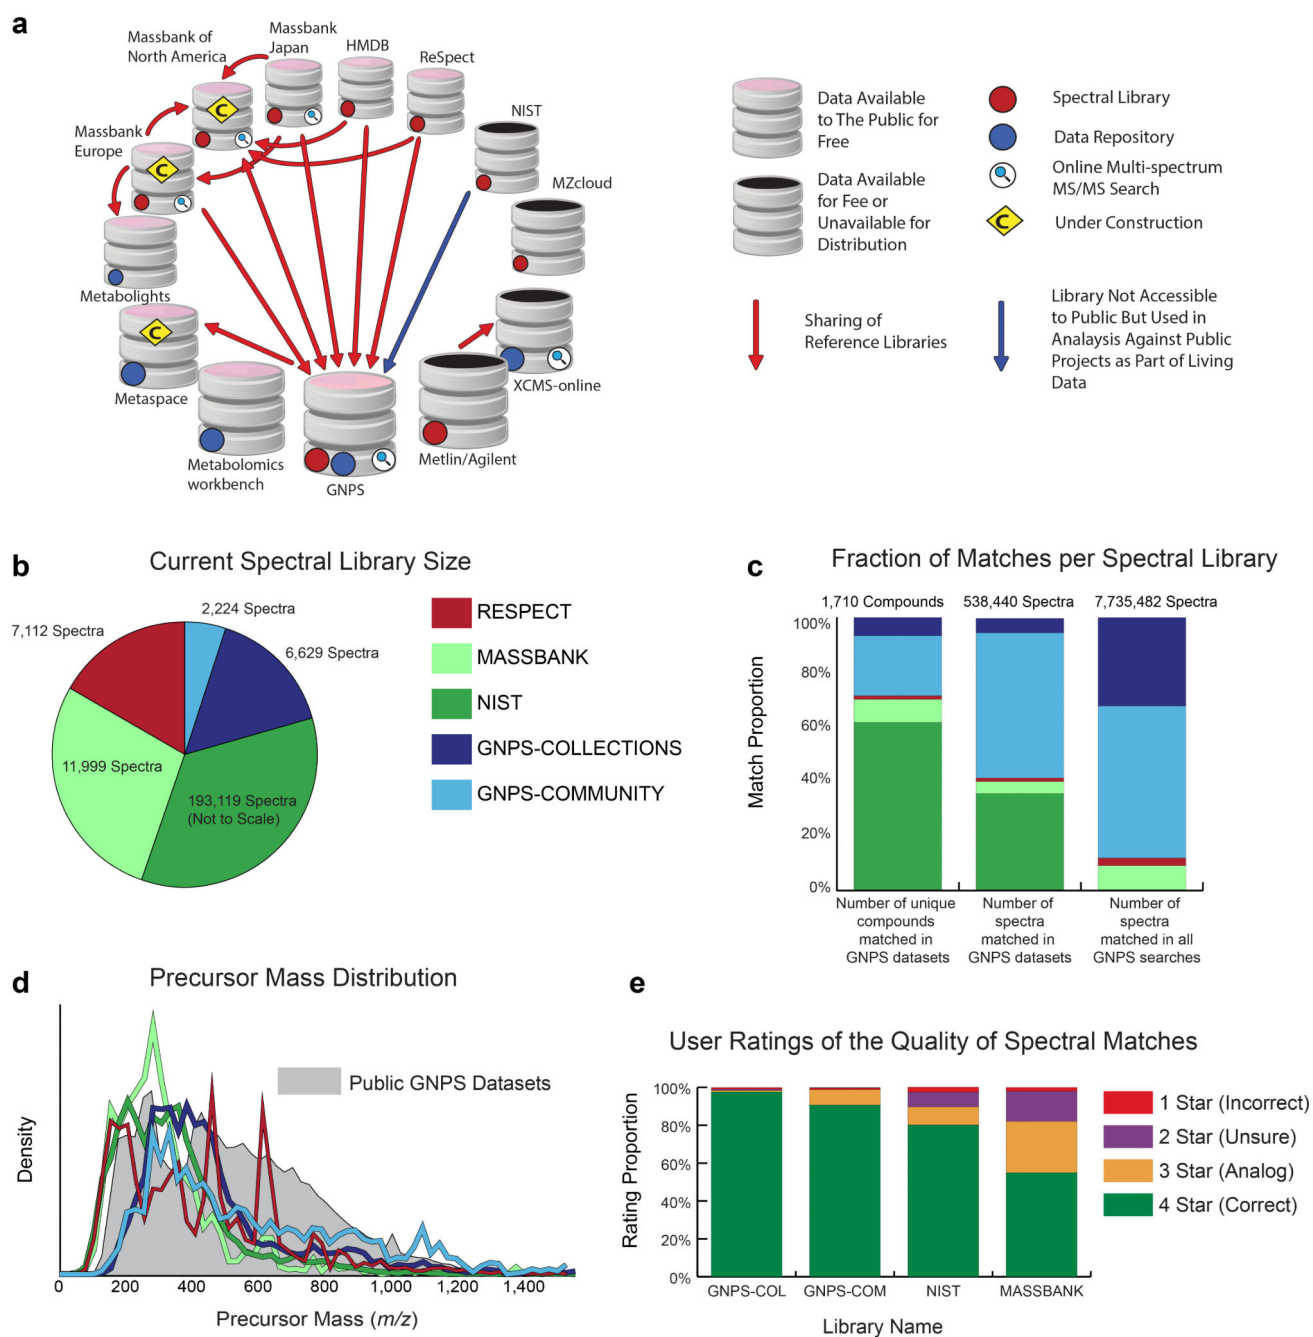 a
Massbank of
North America
Massbank
Japan
HMDB
ReSpect
NIST
MZcloud
Massbank
Europe
C
C
Metabolights
C
Metaspace
Metabolomics
workbench
GNPS
Metlin/Agilent
XCMS-online
Data Available
to The Public for
Free
Data Available
for Fee or
Unavailable for
Distribution
Sharing of
Reference Libraries
Spectral Library
Data Repository
Online Multi-spectrum
MS/MS Search
C
Under Construction
Library Not Accessible
to Public But Used in
Analaysis Against Public
Projects as Part of Living
Data
b
Current Spectral Library Size
2,224 Spectra
7,112 Spectra
6,629 Spectra
11,999 Spectra
193,119 Spectra
(Not to Scale)
RESPECT
MASSBANK
NIST
GNPS-COLLECTIONS
GNPS-COMMUNITY
c
Fraction of Matches per Spectral Library
1,710 Compounds
538,440 Spectra
7,735,482 Spectra
100%
80%
60%
40%
20%
0%
Match Proportion
Number of unique
compounds
matched in
GNPS datasets
Number of
spectra
matched in
GNPS datasets
Number of
spectra
matched in all
GNPS searches
d
Precursor Mass Distribution
Public GNPS Datasets
Density
0
200
400
600
800
1,000
1,200
1,400
Precursor Mass (m/z)
e
User Ratings of the Quality of Spectral Matches
100%
80%
60%
40%
20%
0%
Rating Proportion
GNPS-COL
GNPS-COM
NIST
MASSBANK
Library Name
1 Star (Incorrect)
2 Star (Unsure)
3 Star (Analog)
4 Star (Correct)